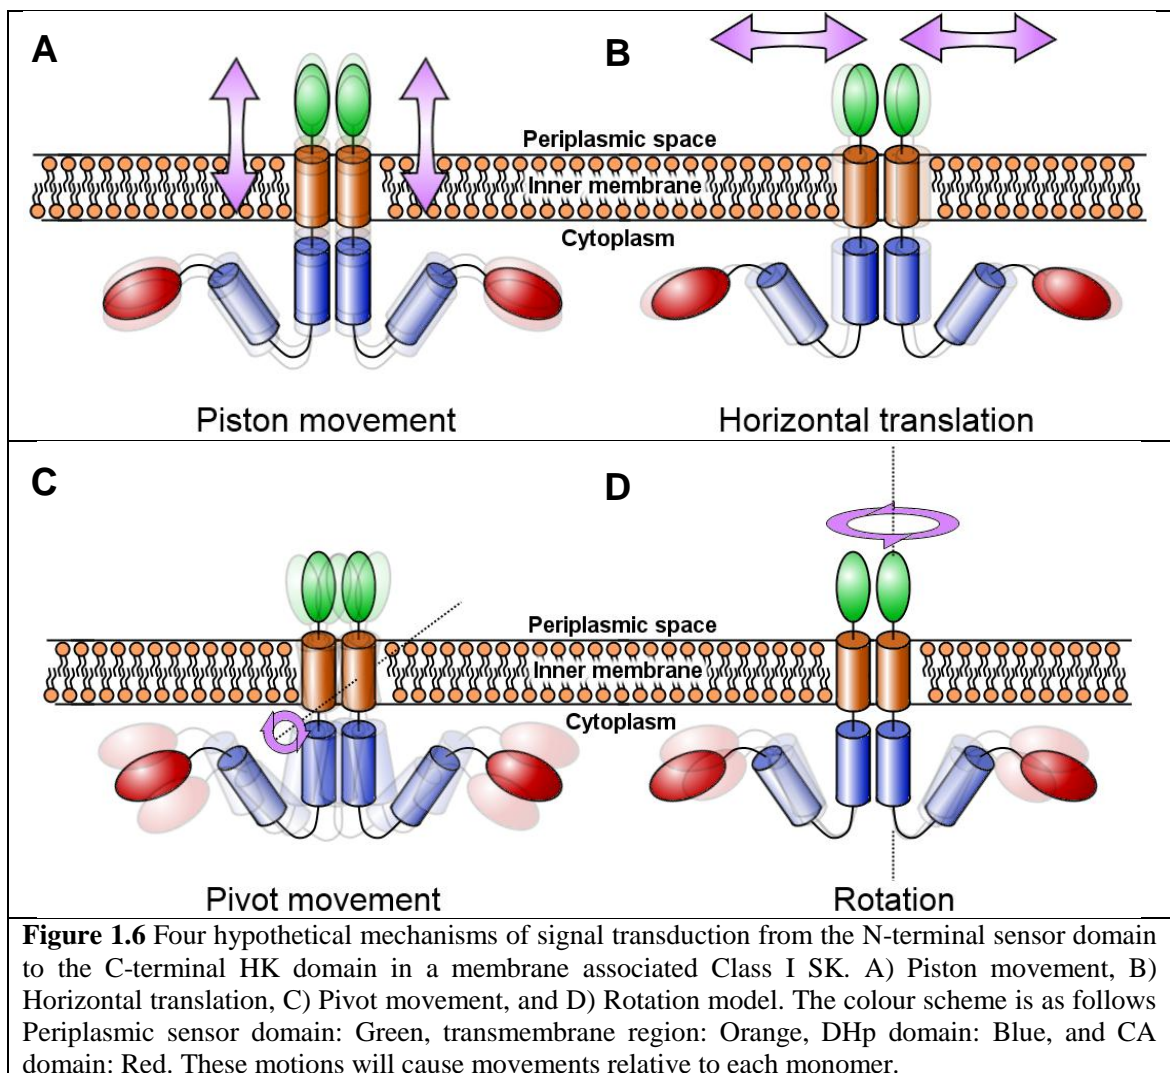 A
B
Periplasmic space
Inner membrane
Cytoplasm
Piston movement
Horizontal translation
C
D
Periplasmic space
Inner membrane
Cytoplasm
Pivot movement
Rotation
Figure 1.6 Four hypothetical mechanisms of signal transduction from the N-terminal sensor domain
to the C-terminal HK domain in a membrane associated Class I SK. A) Piston movement, B)
Horizontal translation, C) Pivot movement, and D) Rotation model. The colour scheme is as follows
Periplasmic sensor domain: Green, transmembrane region: Orange, DHp domain: Blue, and CA
domain: Red. These motions will cause movements relative to each monomer.